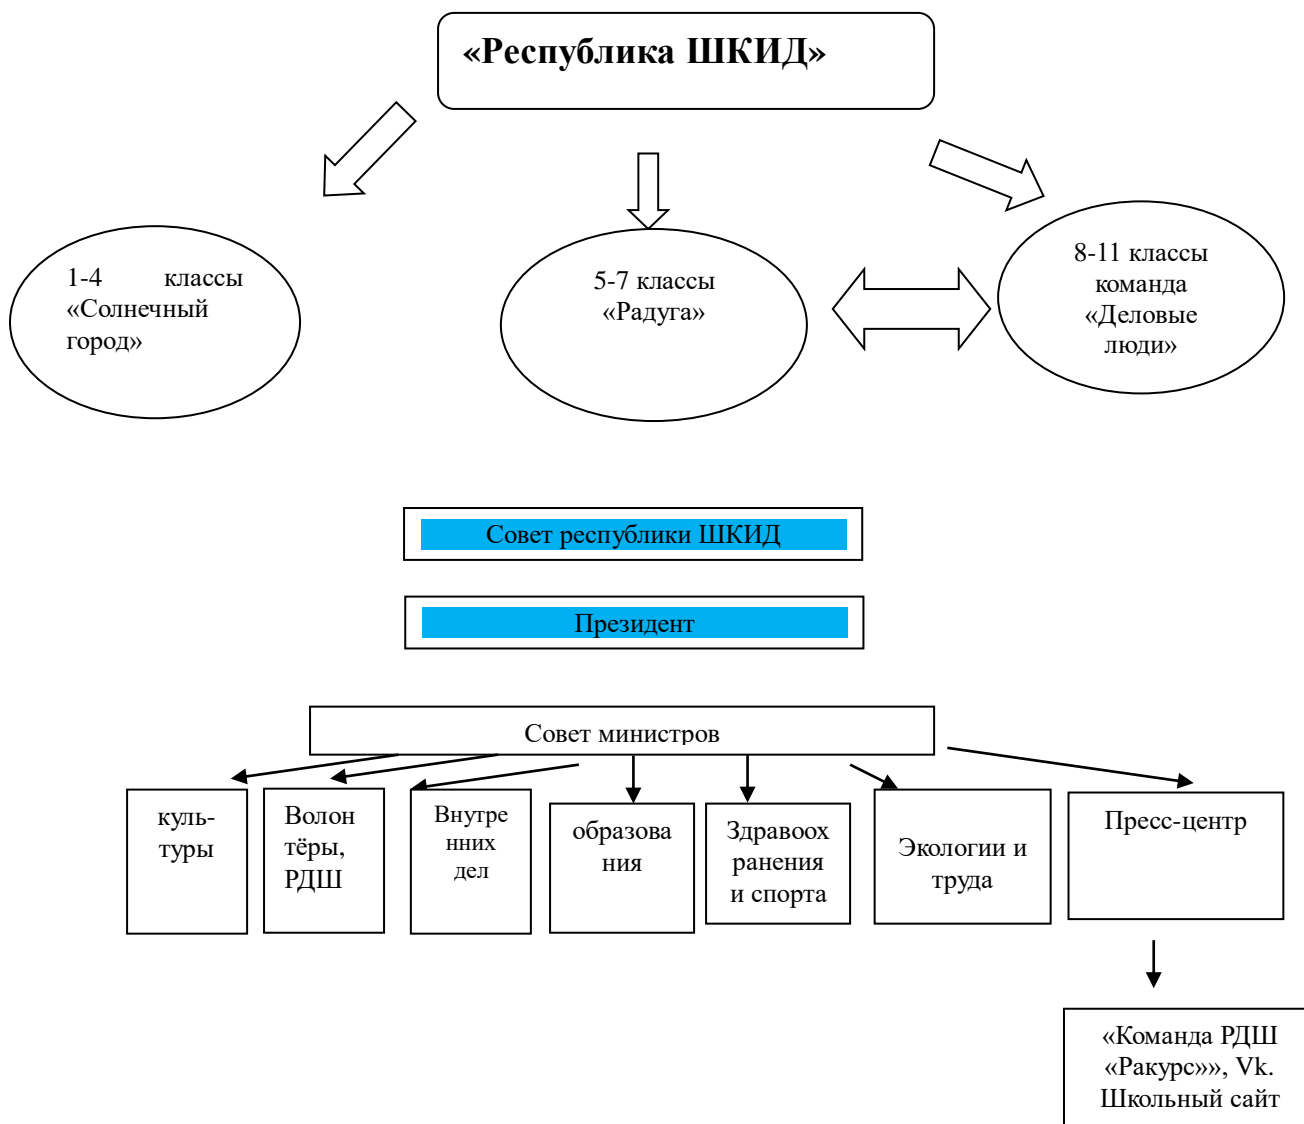 «Республика ШКИД»
1-4 классы
«Солнечный
город»
5-7 классы
«Радуга»
8-11 классы
команда
«Деловые
люди»
Совет республики ШКИД
Президент
Совет министров
куль-
туры
Волон
тёры,
РДШ
Внутре
нних
дел
образова
ния
Здравоох
ранения
и спорта
Экологии и
труда
Пресс-центр
«Команда РДШ
«Ракурс»», Vk.
Школьный сайт